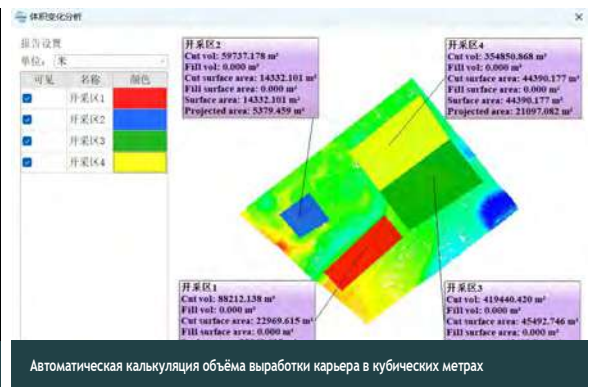 体积变化分析
报告设置
单位: 米
可见 名称 颜色
开采区1
开采区2
开采区3
开采区4
开采区2
Cut vol: 59737.178 m³
Fill vol: 0.000 m³
Cut surface area: 14332.101 m²
Fill surface area: 0.000 m²
Surface area: 14332.101 m²
Projected area: 5379.459 m²
开采区4
Cut vol: 354850.868 m³
Fill vol: 0.000 m³
Cut surface area: 44390.177 m²
Fill surface area: 0.000 m²
Surface area: 44390.177 m²
Projected area: 21097.082 m²
开采区1
Cut vol: 88212.138 m³
Fill vol: 0.000 m³
Cut surface area: 22969.615 m²
Fill surface area: 0.000 m²
开采区3
Cut vol: 419440.420 m³
Fill vol: 0.000 m³
Cut surface area: 45492.746 m²
Fill surface area: 0.000 m²
Автоматическая калькуляция объёма выработки карьера в кубических метрах